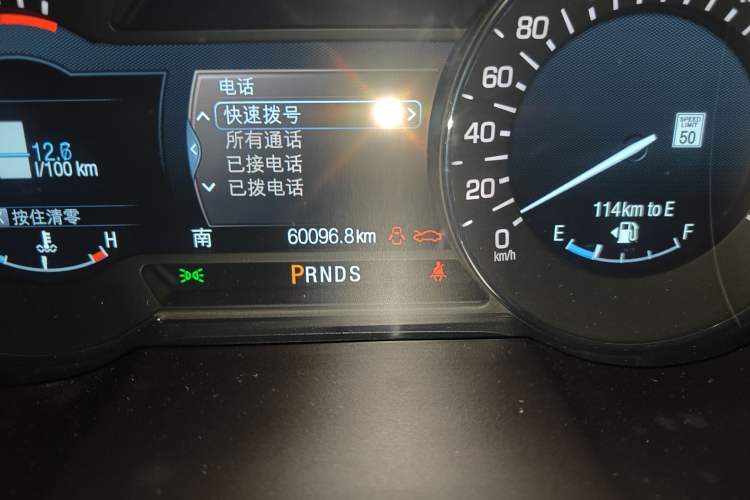 电话
快速拨号
所有通话
已接电话
已拨电话
12.6
l/100 km
按住清零
H
南
60096.8km
PRNDS
80
60
40
20
0
km/h
SPEED
LIMIT
50
114km to E
E
F